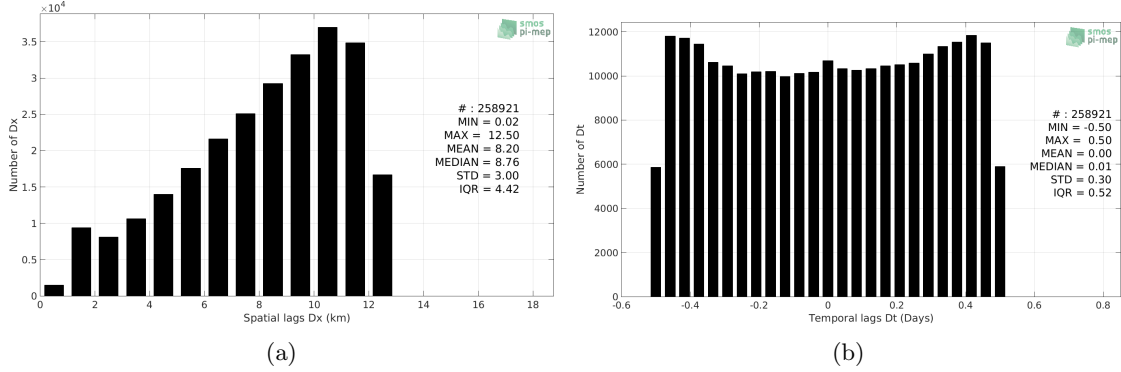 ×10⁴
3.5
3
2.5
2
1.5
1
0.5
0
Number of Dx
0 2 4 6 8 10 12 14 16 18
Spatial lags Dx (km)
smos
pi-mep
# : 258921
MIN = 0.02
MAX = 12.50
MEAN = 8.20
MEDIAN = 8.76
STD = 3.00
IQR = 4.42
(a)
12000
10000
8000
6000
4000
2000
0
Number of Dt
-0.6 -0.4 -0.2 0 0.2 0.4 0.6 0.8
Temporal lags Dt (Days)
smos
pi-mep
# : 258921
MIN = -0.50
MAX = 0.50
MEAN = 0.00
MEDIAN = 0.01
STD = 0.30
IQR = 0.52
(b)